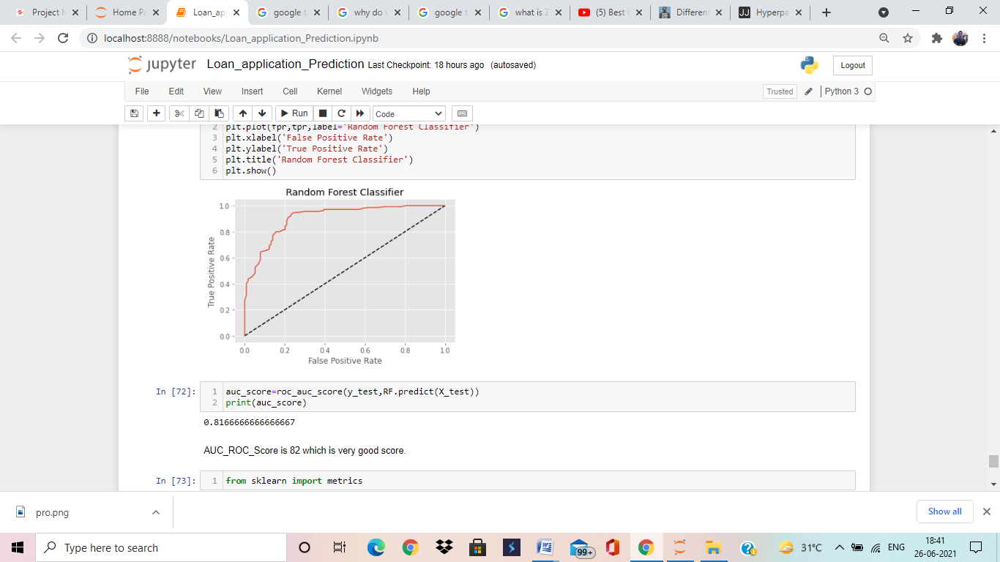 Project M
Home Pa
Loan_ap
google t
why do v
google t
what is Z
(5) Best V
Differen
Hyperpa
localhost:8888/notebooks/Loan_application_Prediction.ipynb
jupyter Loan_application_Prediction Last Checkpoint: 18 hours ago (autosaved)
Logout
File Edit View Insert Cell Kernel Widgets Help
Trusted Python 3
Run Code
2 plt.plot(fpr,tpr,label='Random Forest Classifier')
3 plt.xlabel('False Positive Rate')
4 plt.ylabel('True Positive Rate')
5 plt.title('Random Forest Classifier')
6 plt.show()
Random Forest Classifier
1.0
0.8
0.6
0.4
0.2
0.0
True Positive Rate
0.0 0.2 0.4 0.6 0.8 1.0
False Positive Rate
In [72]:
1 auc_score=roc_auc_score(y_test,RF.predict(X_test))
2 print(auc_score)
0.8166666666666667
AUC_ROC_Score is 82 which is very good score.
In [73]:
1 from sklearn import metrics
pro.png
Show all
Type here to search
99+
31°C
ENG
18:41
26-06-2021